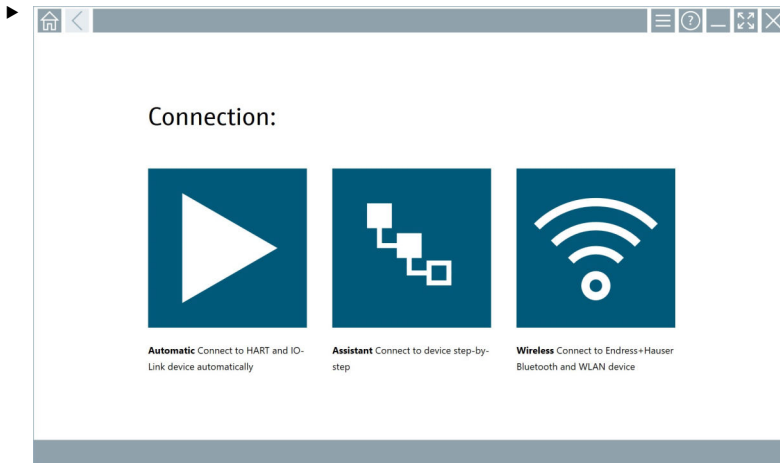 Connection:
Automatic Connect to HART and IO-
Link device automatically
Assistant Connect to device step-by-
step
Wireless Connect to Endress+Hauser
Bluetooth and WLAN device